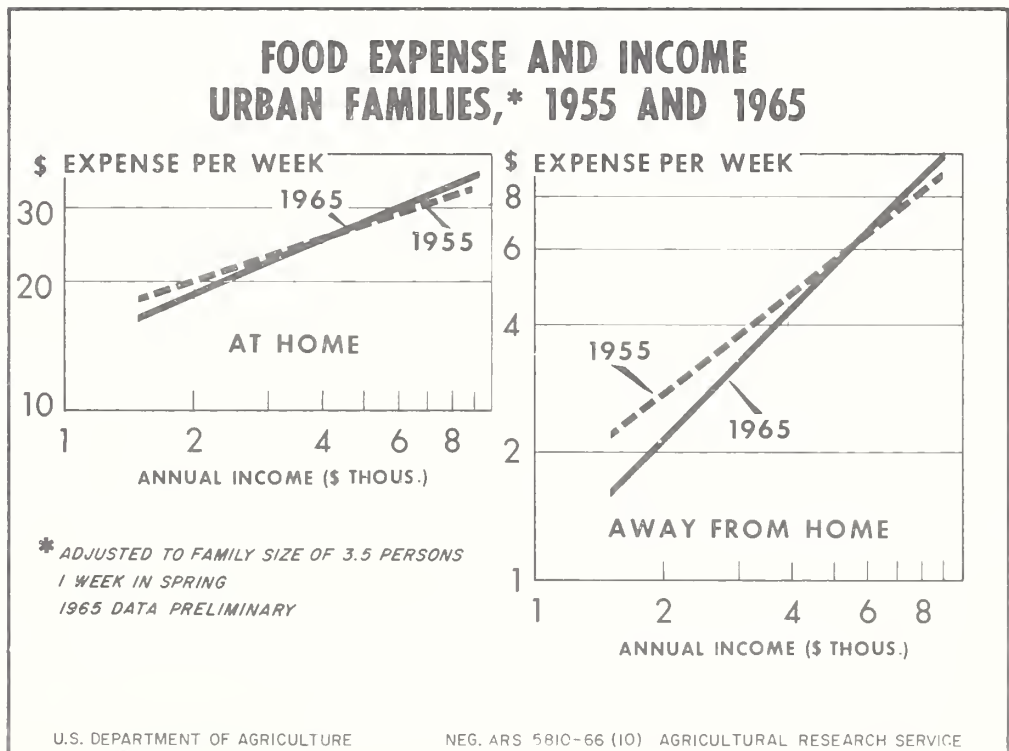 FOOD EXPENSE AND INCOME
URBAN FAMILIES,* 1955 AND 1965
$ EXPENSE PER WEEK
30
20
10
1965
1955
AT HOME
1 2 4 6 8
ANNUAL INCOME ($ THOUS.)
$ EXPENSE PER WEEK
8
6
4
2
1
1955
1965
AWAY FROM HOME
1 2 4 6 8
ANNUAL INCOME ($ THOUS.)
* ADJUSTED TO FAMILY SIZE OF 3.5 PERSONS
1 WEEK IN SPRING
1965 DATA PRELIMINARY
U.S. DEPARTMENT OF AGRICULTURE NEG. ARS 5810-66 (10) AGRICULTURAL RESEARCH SERVICE